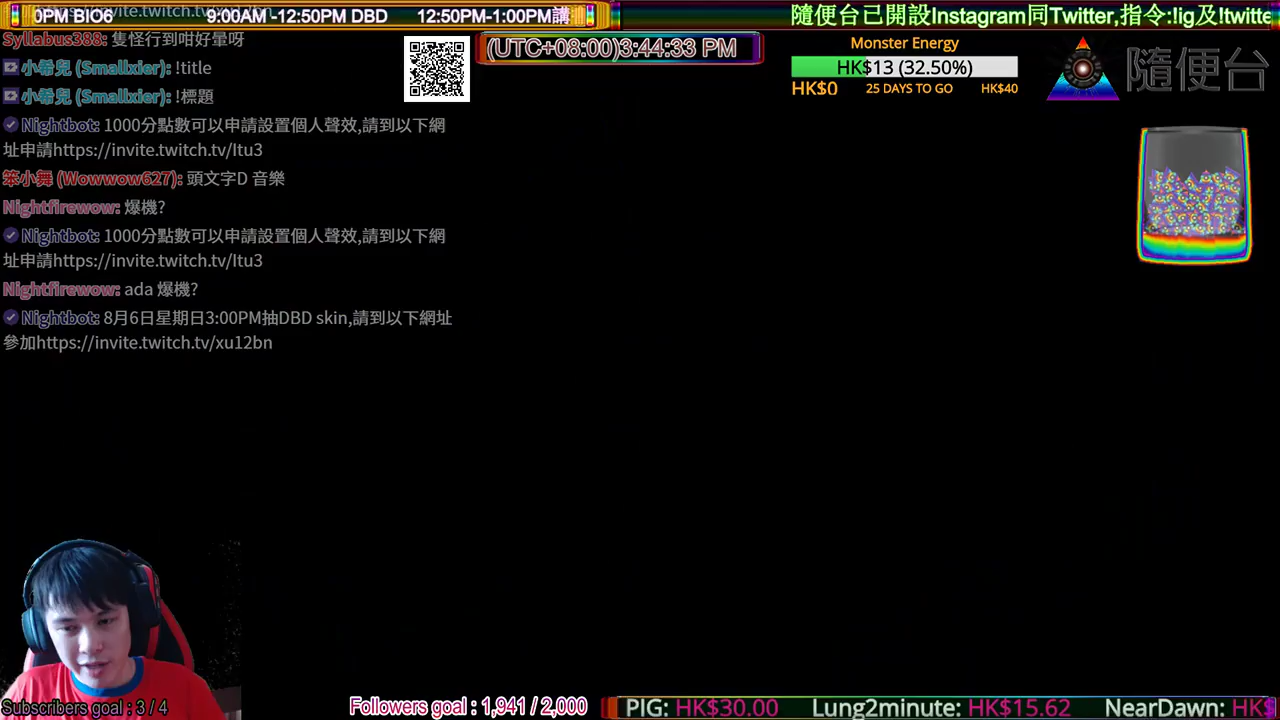 0PM BIO6 9:00AM -12:50PM DBD 12:50PM-1:00PM講
隨便台已開設Instagram同Twitter,指令:!ig及!twitte
Syllabus388: 隻怪行到咁好暈呀
小希兒 (Smallxier): !title
小希兒 (Smallxier): !標題
Nightbot: 1000分點數可以申請設置個人聲效,請到以下網
址申請https://invite.twitch.tv/Itu3
笨小舞 (Wowwow627): 頭文字D 音樂
Nightfirewow: 爆機?
Nightbot: 1000分點數可以申請設置個人聲效,請到以下網
址申請https://invite.twitch.tv/Itu3
Nightfirewow: ada 爆機?
Nightbot: 8月6日星期日3:00PM抽DBD skin,請到以下網址
參加https://invite.twitch.tv/xu12bn
(UTC+08:00)3:44:33 PM
Monster Energy
HK$13 (32.50%)
HK$0 25 DAYS TO GO HK$40
隨便台
Subscribers goal : 3 / 4
Followers goal : 1,941 / 2,000
PIG: HK$30.00 Lung2minute: HK$15.62 NearDawn: HK$